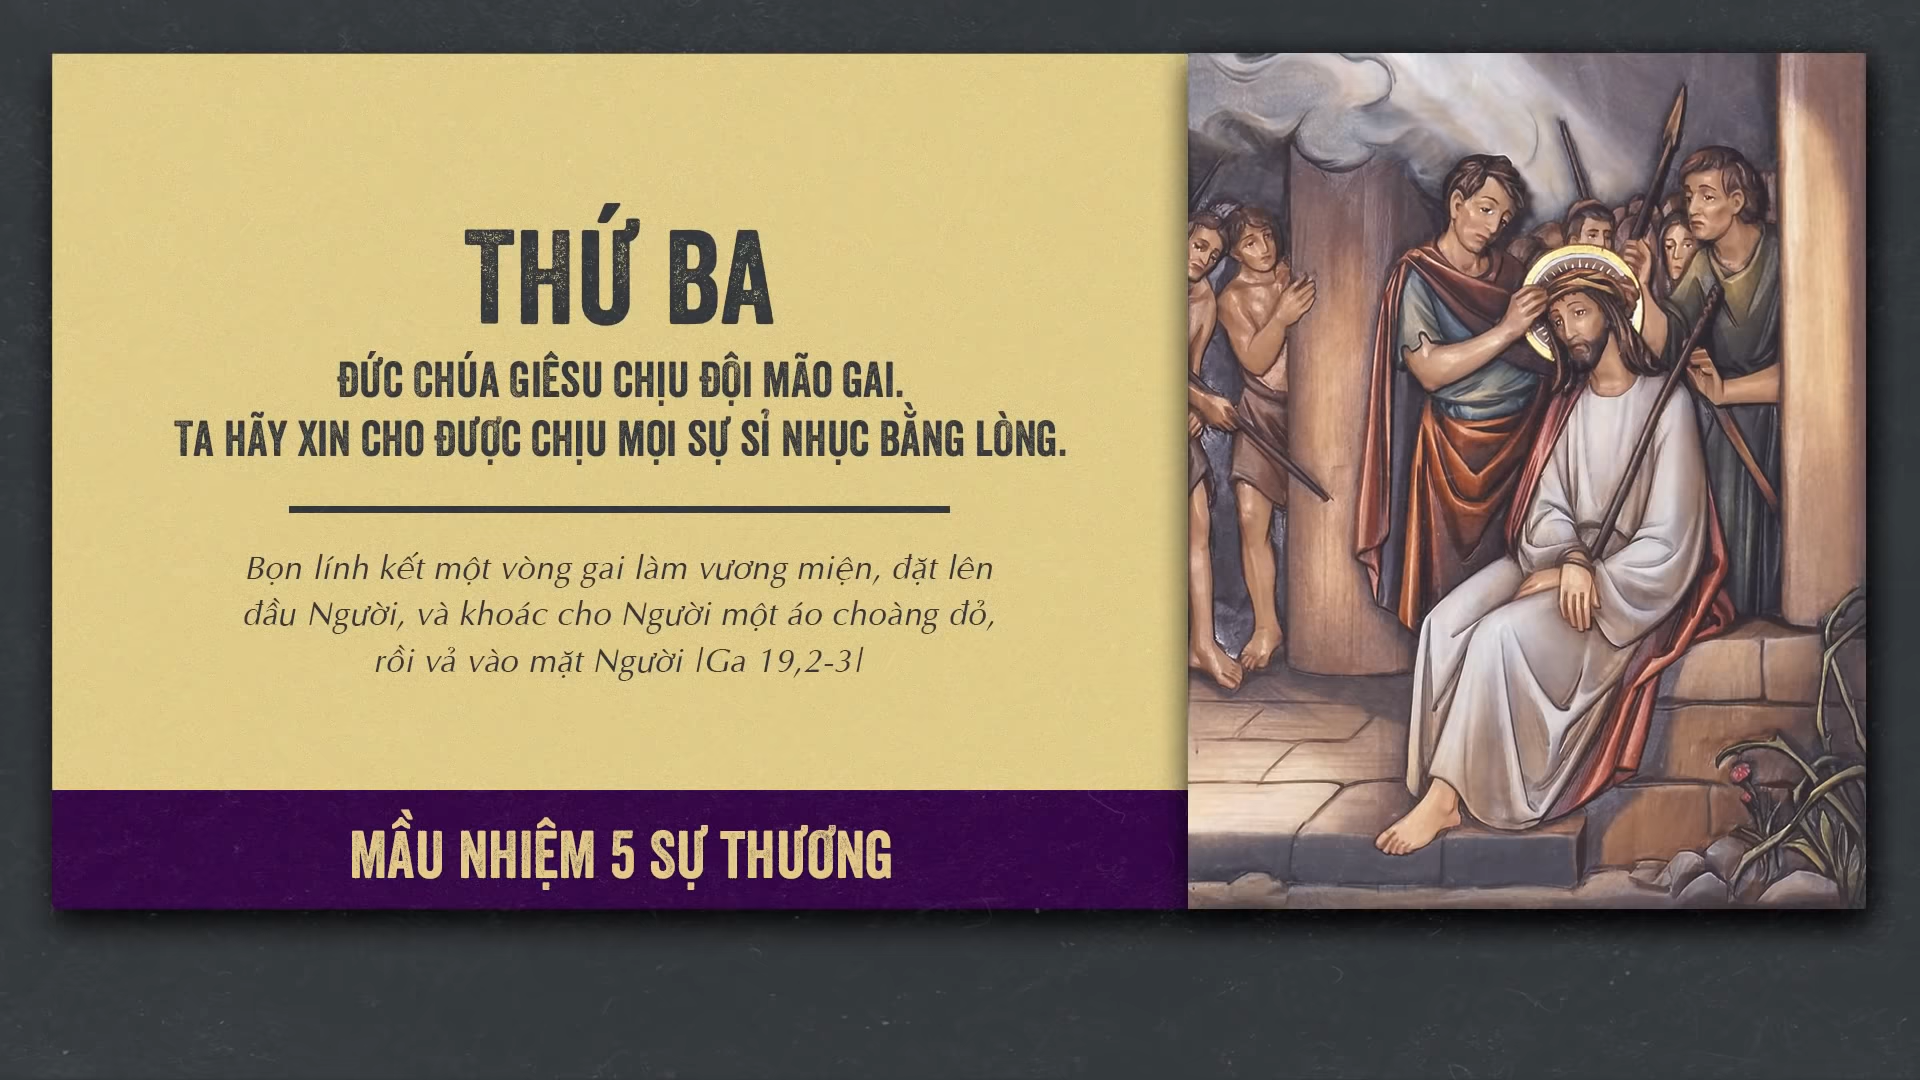 THỨ BA
ĐỨC CHÚA GIÊSU CHỊU ĐỘI MÃO GAI.
TA HÃY XIN CHO ĐƯỢC CHỊU MỌI SỰ SỈ NHỤC BẰNG LÒNG.
Bọn lính kết một vòng gai làm vương miện, đặt lên
đầu Người, và khoác cho Người một áo choàng đỏ,
rồi vả vào mặt Người |Ga 19,2-3|
MẦU NHIỆM 5 SỰ THƯƠNG